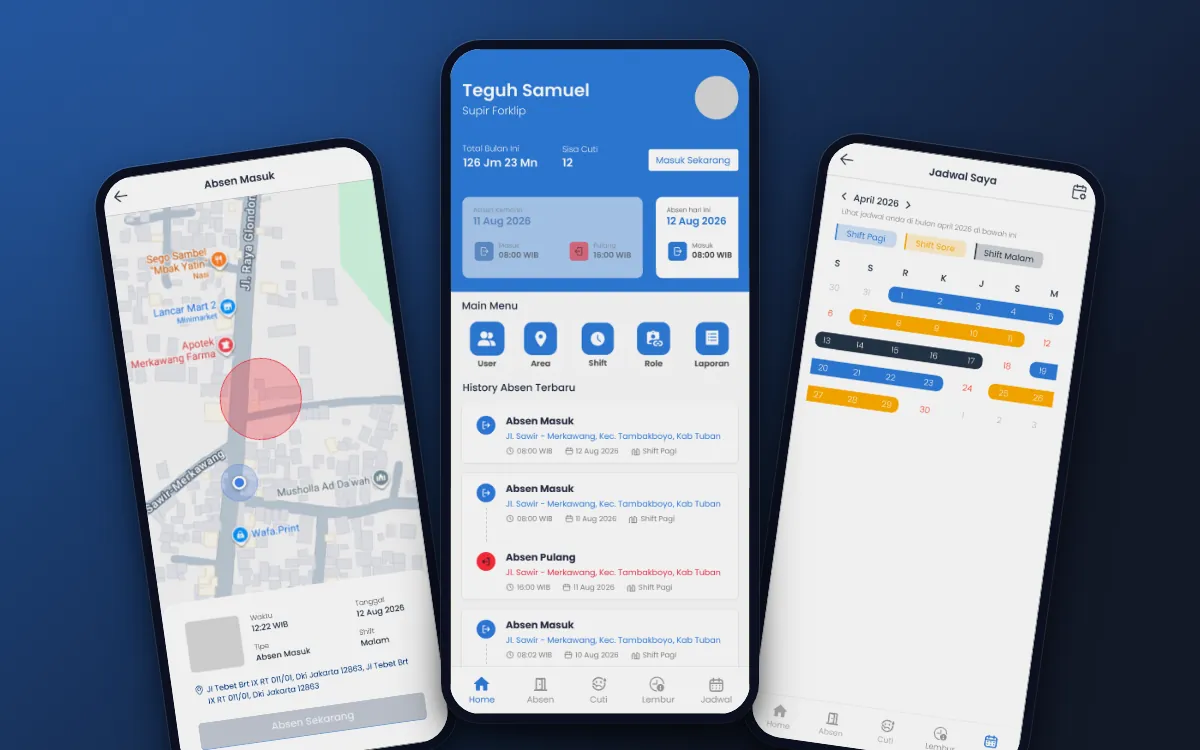 Absen Masuk
Jl. Raya Glondon
Sego Sambel
"Mbak Yatin"
Nasi
Lancar Mart 2
Minimarket
Apotek
Merkawang Farma
Sawir-Merkawang
Musholla Ad Da'wah
Wafa.Print
Waktu
12:22 WIB
Tanggal
12 Aug 2026
Tipe
Absen Masuk
Shift
Malam
Jl Tebet Brt IX RT 011/01, Dki Jakarta 12863, Jl Tebet Brt
IX RT 011/01, Dki Jakarta 12863
Absen Sekarang
Teguh Samuel
Supir Forklip
Total Bulan Ini
126 Jm 23 Mn
Sisa Cuti
12
Masuk Sekarang
Absen Kemarin
11 Aug 2026
Masuk
08:00 WIB
Pulang
16:00 WIB
Absen hari ini
12 Aug 2026
Masuk
08:00 WIB
Main Menu
User Area Shift Role Laporan
History Absen Terbaru
Absen Masuk
Jl. Sawir - Merkawang, Kec. Tambakboyo, Kab Tuban
08:00 WIB 12 Aug 2026 Shift Pagi
Absen Masuk
Jl. Sawir - Merkawang, Kec. Tambakboyo, Kab Tuban
08:00 WIB 11 Aug 2026 Shift Pagi
Absen Pulang
Jl. Sawir - Merkawang, Kec. Tambakboyo, Kab Tuban
16:00 WIB 11 Aug 2026 Shift Pagi
Absen Masuk
Jl. Sawir - Merkawang, Kec. Tambakboyo, Kab Tuban
08:02 WIB 10 Aug 2026 Shift Pagi
Home Absen Cuti Lembur Jadwal
Jadwal Saya
April 2026
Lihat jadwal anda di bulan april 2026 di bawah ini
Shift Pagi Shift Sore Shift Malam
S S R K J S M
30 31 1 2 3 4 5
6 7 8 9 10 11 12
13 14 15 16 17 18 19
20 21 22 23 24 25 26
27 28 29 30 1 2 3
Home Absen Cuti Lembur